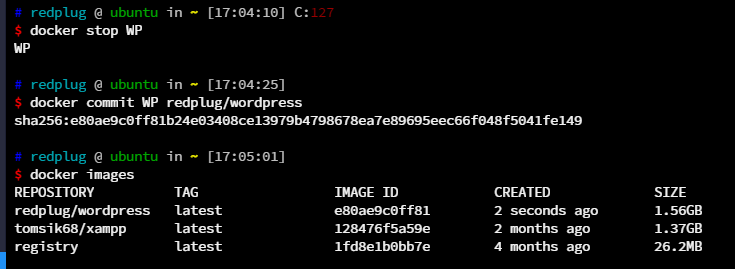 # redplug @ ubuntu in ~ [17:04:10] C:127
$ docker stop WP
WP
# redplug @ ubuntu in ~ [17:04:25]
$ docker commit WP redplug/wordpress
sha256:e80ae9c0ff81b24e03408ce13979b4798678ea7e89695eec66f048f5041fe149
# redplug @ ubuntu in ~ [17:05:01]
$ docker images
REPOSITORY TAG IMAGE ID CREATED SIZE
redplug/wordpress latest e80ae9c0ff81 2 seconds ago 1.56GB
tomsik68/xampp latest 128476f5a59e 2 months ago 1.37GB
registry latest 1fd8e1b0bb7e 4 months ago 26.2MB